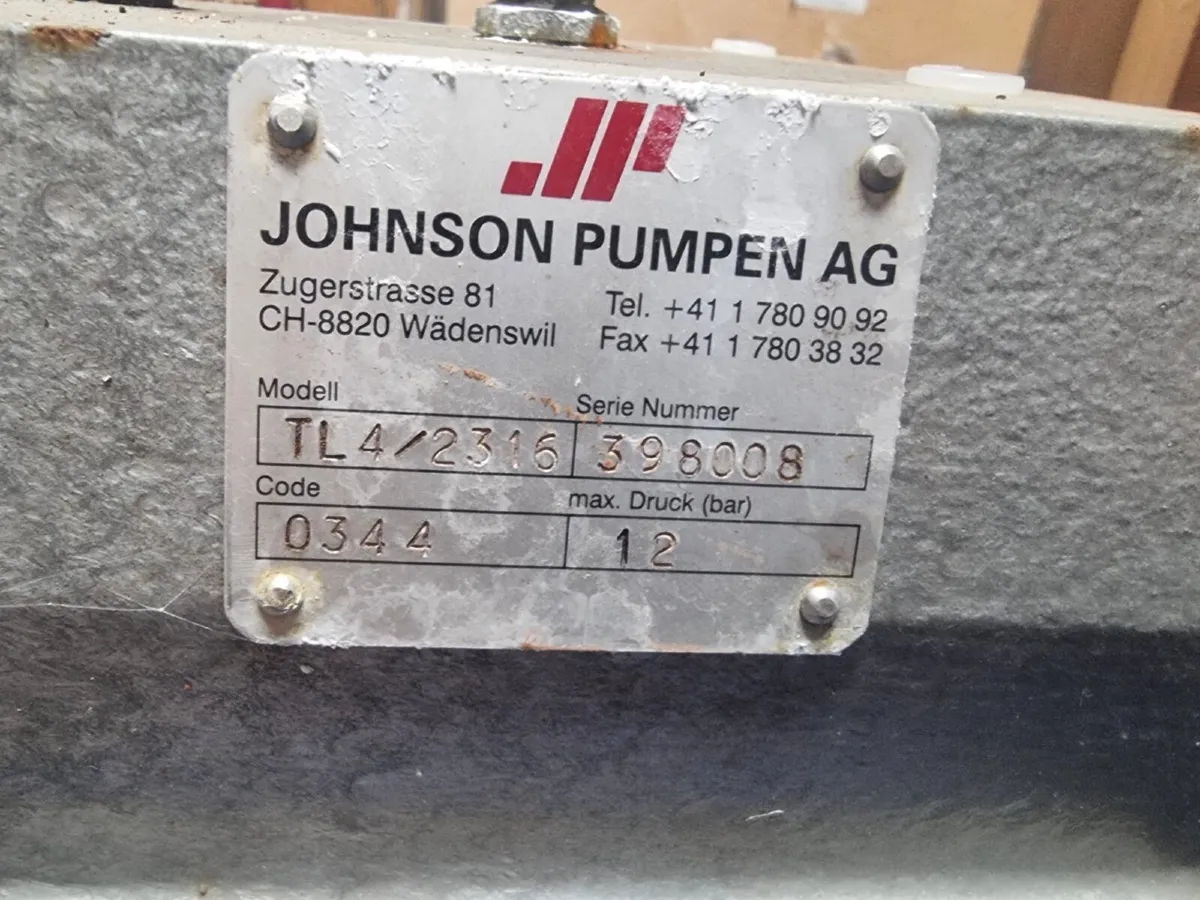 JOHNSON PUMPEN AG
Zugerstrasse 81 Tel. +41 1 780 90 92
CH-8820 Wädenswil Fax +41 1 780 38 32
Modell Serie Nummer
TL4/2316 398008
Code max. Druck (bar)
0344 12